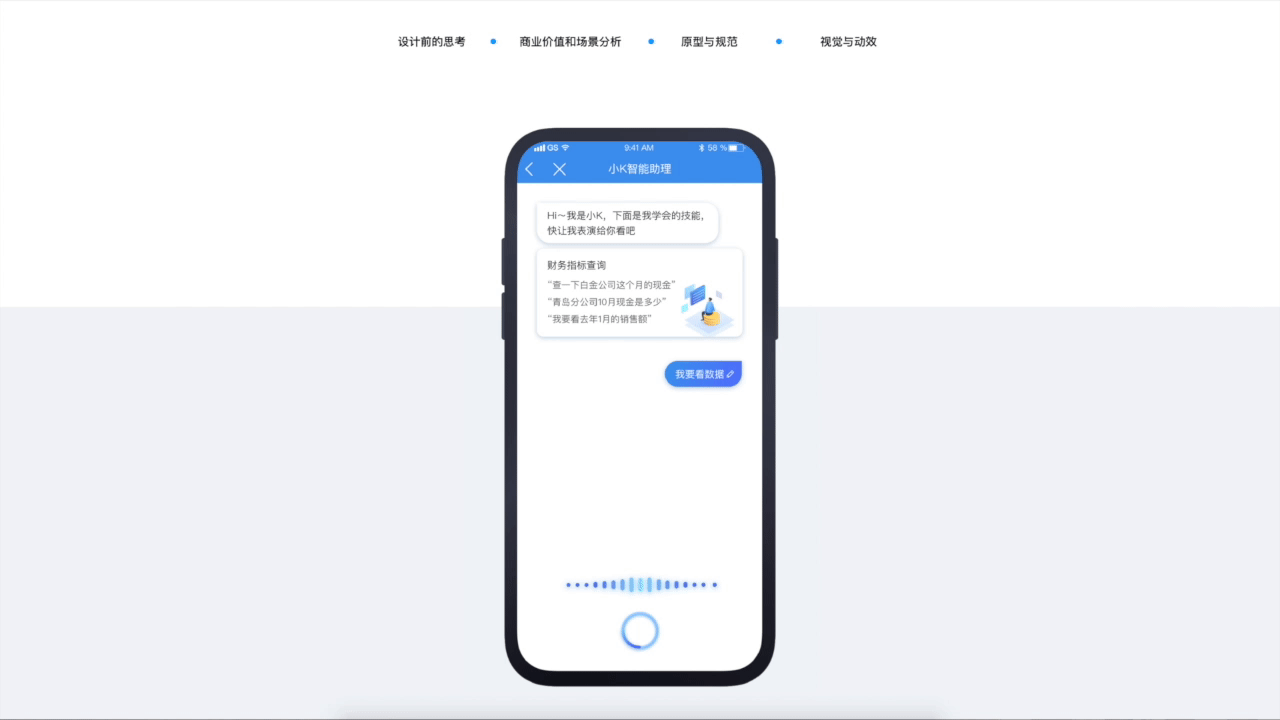 设计前的思考
商业价值和场景分析
原型与规范
视觉与动效
GS
9:41 AM
58 %
小K智能助理
Hi～我是小K，下面是我学会的技能，
快让我表演给你看吧
财务指标查询
“查一下白金公司这个月的现金”
“青岛分公司10月现金是多少”
“我要看去年1月的销售额”
我要看数据